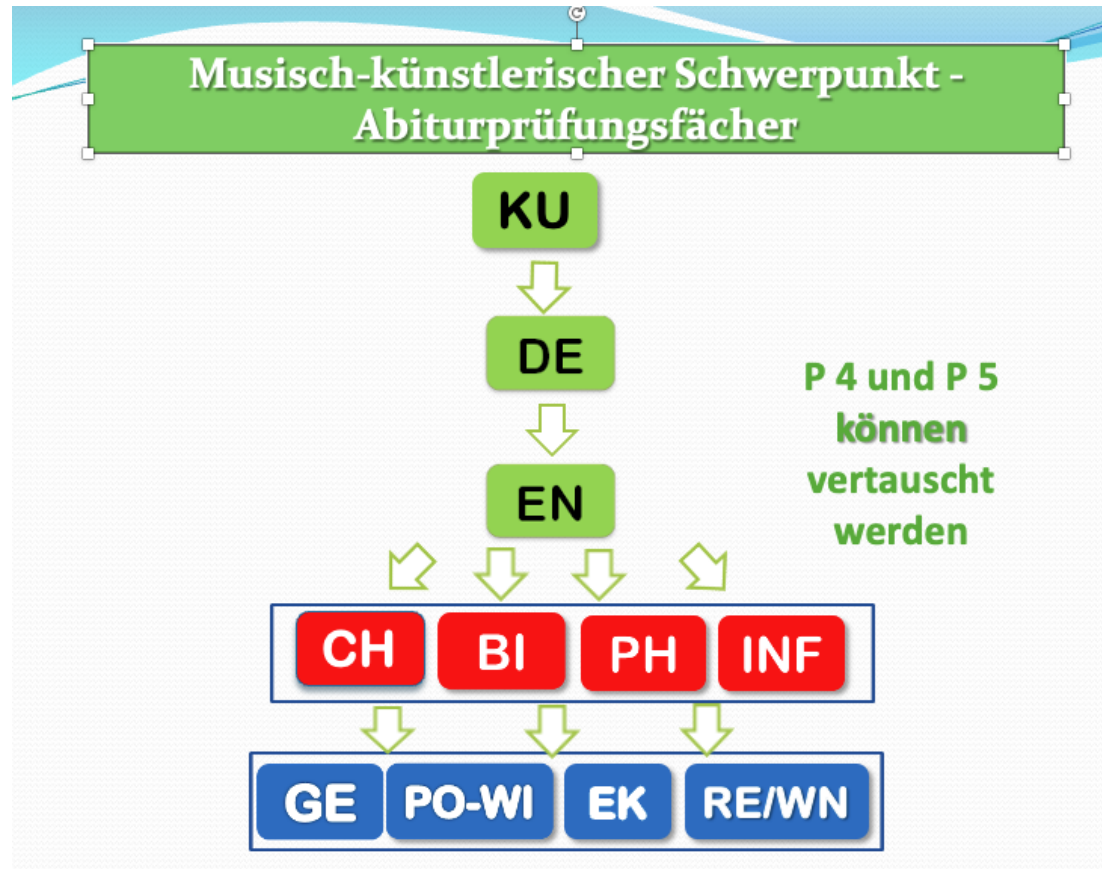 Musisch-künstlerischer Schwerpunkt -
Abiturprüfungsfächer
KU
DE
P 4 und P 5
können
vertauscht
werden
EN
CH BI PH INF
GE PO-WI EK RE/WN